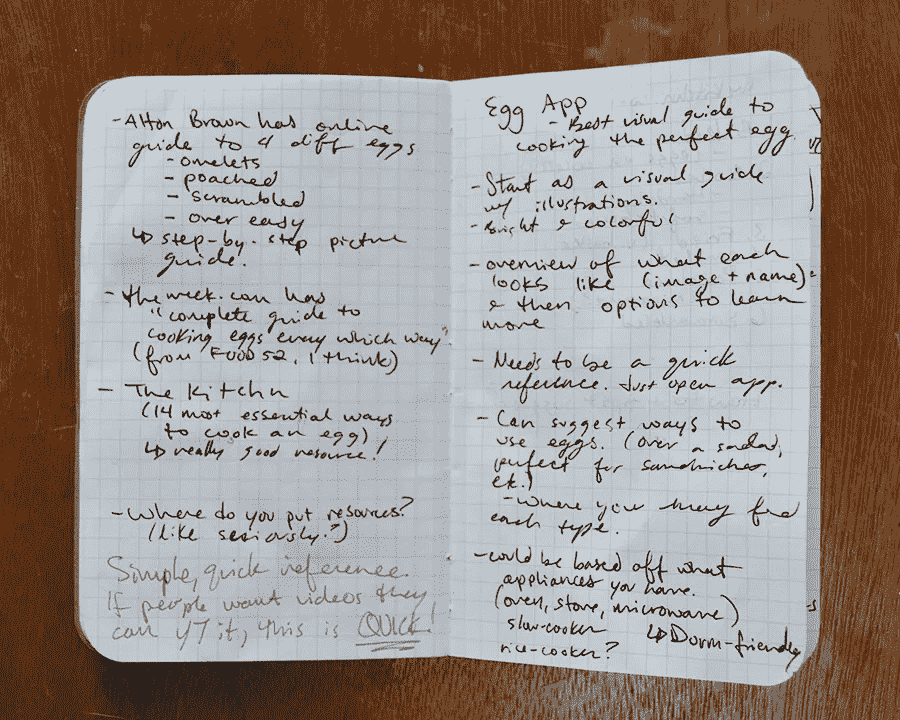 - Alton Brown has online
guide to 4 diff eggs
- omelets
- poached
- scrambled
- over easy
↳ step-by-step picture
guide.
- theweek.com has
"complete guide to
cooking eggs every which way"
(from FOOD52, I think)
- The Kitchn
(14 most essential ways
to cook an egg)
↳ really good resource!
- Where do you put resources?
(like seriously?)
Simple, quick reference.
If people want videos they
can YT it, this is QUICK!
Egg App
- Best visual guide to
cooking the perfect egg.
- Start as a visual guide
w/ illustrations.
- Bright & colorful
- overview of what each
looks like (image + name)
& then options to learn
more
- Needs to be a quick
reference. Just open app.
- Can suggest ways to
use eggs. (over a salad,
perfect for sandwiches,
etc.)
- Where you may find
each type.
- could be based off what
appliances you have.
(oven, stove, microwave)
slow-cooker ↳ Dorm-friendly
rice-cooker?